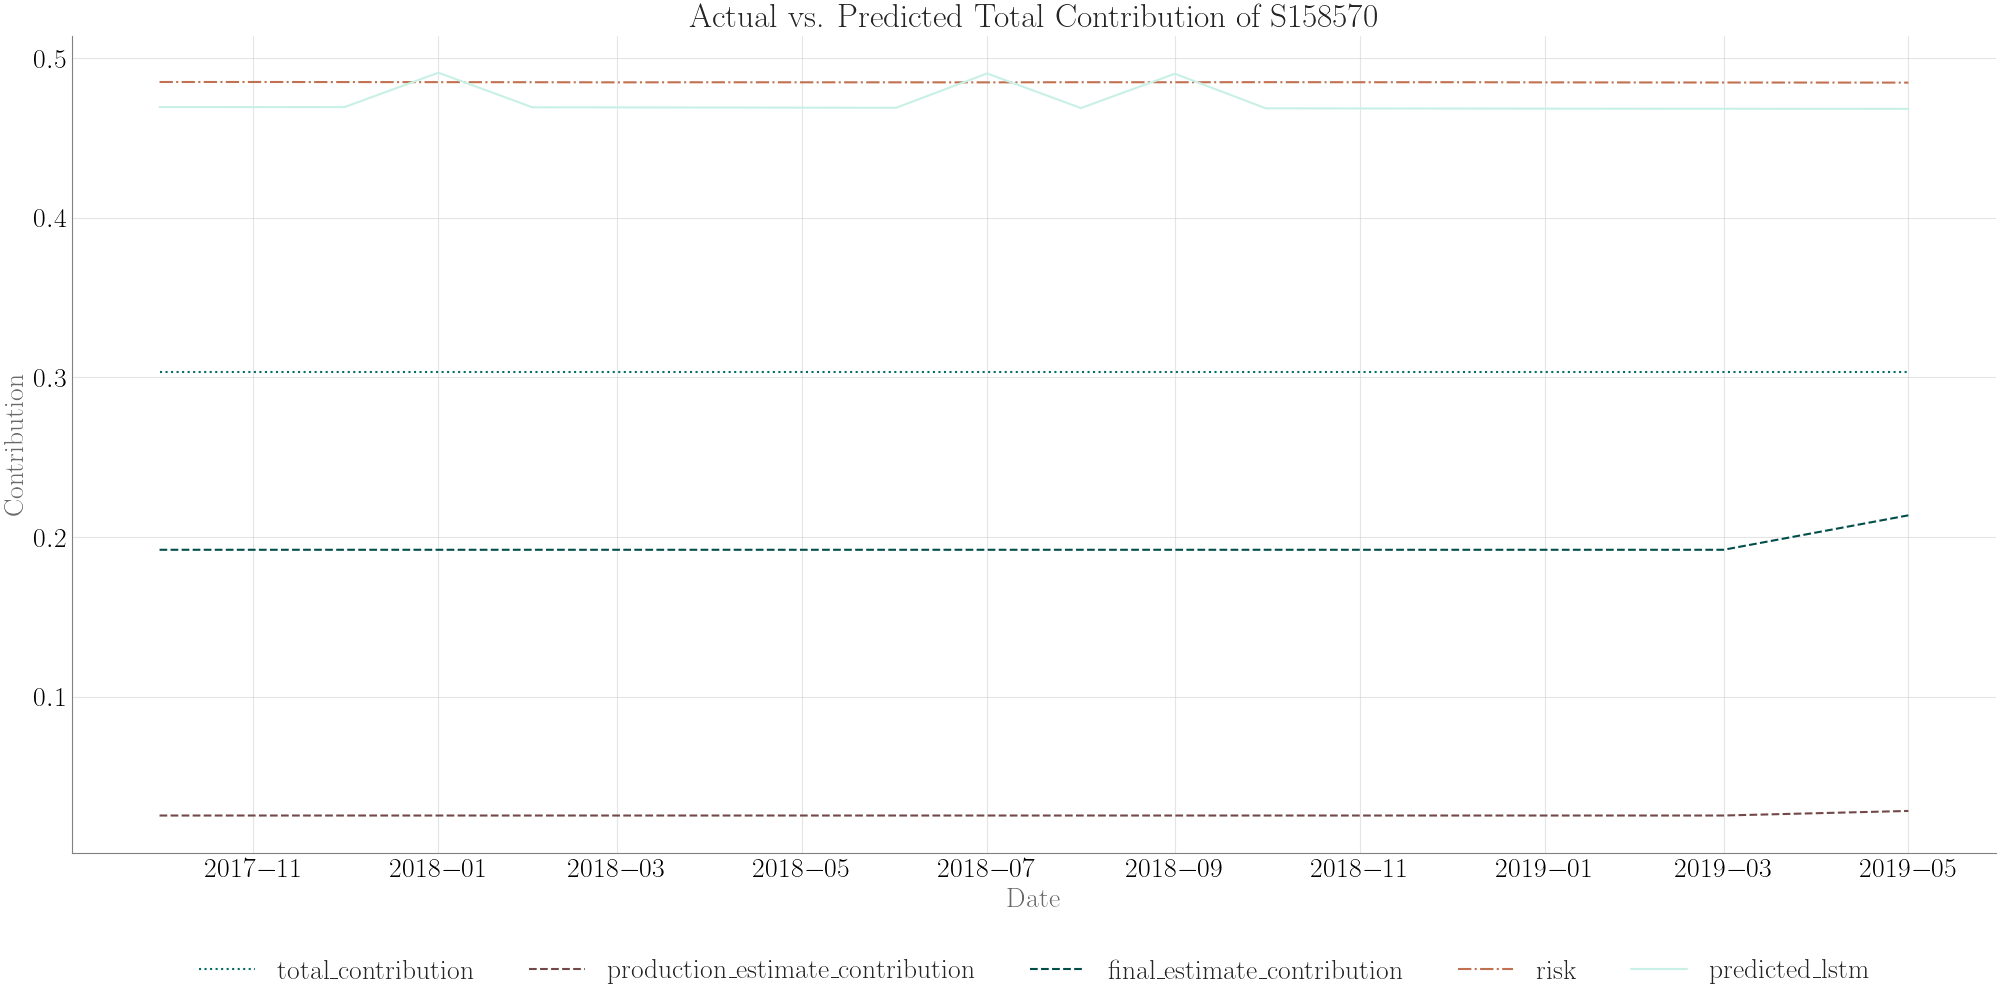 Actual vs. Predicted Total Contribution of S158570
0.5
0.4
0.3
0.2
0.1
Contribution
2017−11 2018−01 2018−03 2018−05 2018−07 2018−09 2018−11 2019−01 2019−03 2019−05
Date
total_contribution production_estimate_contribution final_estimate_contribution risk predicted_lstm